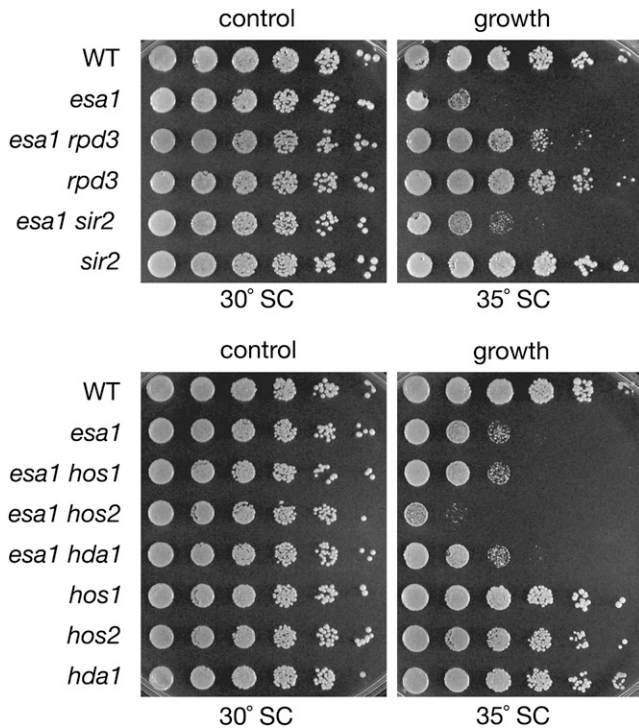 control growth
WT
esa1
esa1 rpd3
rpd3
esa1 sir2
sir2
30° SC 35° SC
control growth
WT
esa1
esa1 hos1
esa1 hos2
esa1 hda1
hos1
hos2
hda1
30° SC 35° SC